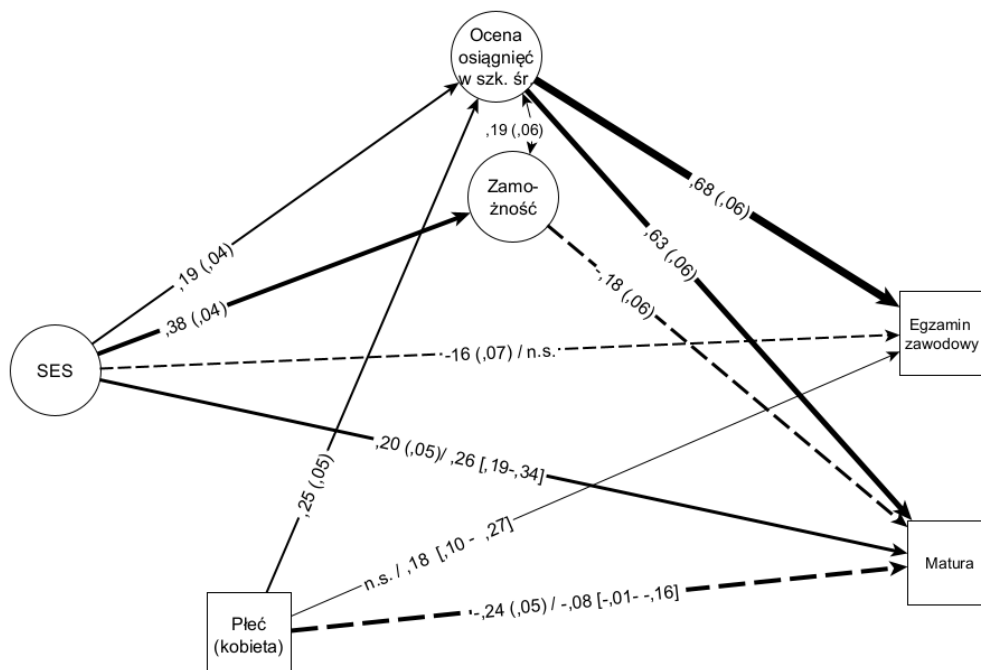 Ocena
osiągnięć
w szk. śr.
,19 (,06)
Zamo-
żność
,68 (,06)
,63 (,06)
-,18 (,06)
,19 (,04)
,38 (,04)
Egzamin
zawodowy
SES
-16 (,07) / n.s.
,20 (,05)/ ,26 [,19-,34]
,25 (,05)
n.s. / ,18 [,10 - ,27]
Matura
-,24 (,05) / -,08 [-,01- -,16]
Płeć
(kobieta)